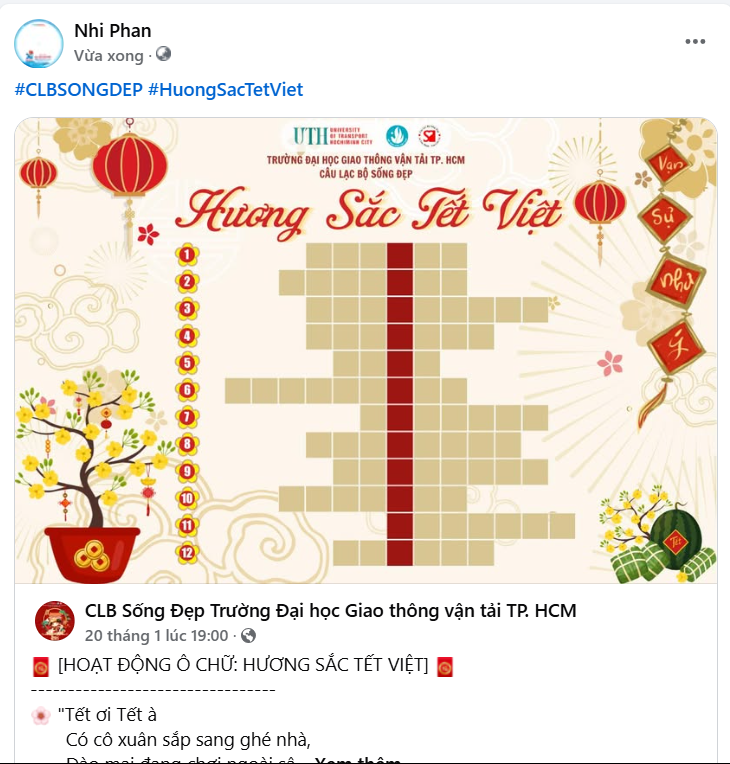 Nhi Phan
Vừa xong ·
#CLBSONGDEP #HuongSacTetViet
UTH UNIVERSITY
OF TRANSPORT
HOCHIMINH CITY
TRƯỜNG ĐẠI HỌC GIAO THÔNG VẬN TẢI TP. HCM
CÂU LẠC BỘ SỐNG ĐẸP
Hương Sắc Tết Việt
Vạn
Sự
Như
Ý
1
2
3
4
5
6
7
8
9
10
11
12
Tết
CLB Sống Đẹp Trường Đại học Giao thông vận tải TP. HCM
20 tháng 1 lúc 19:00 ·
[HOẠT ĐỘNG Ô CHỮ: HƯƠNG SẮC TẾT VIỆT]
---------------------------------
"Tết ơi Tết à
Có cô xuân sắp sang ghé nhà,
Đào mai đang chơi ngoài sâ... Xem thêm